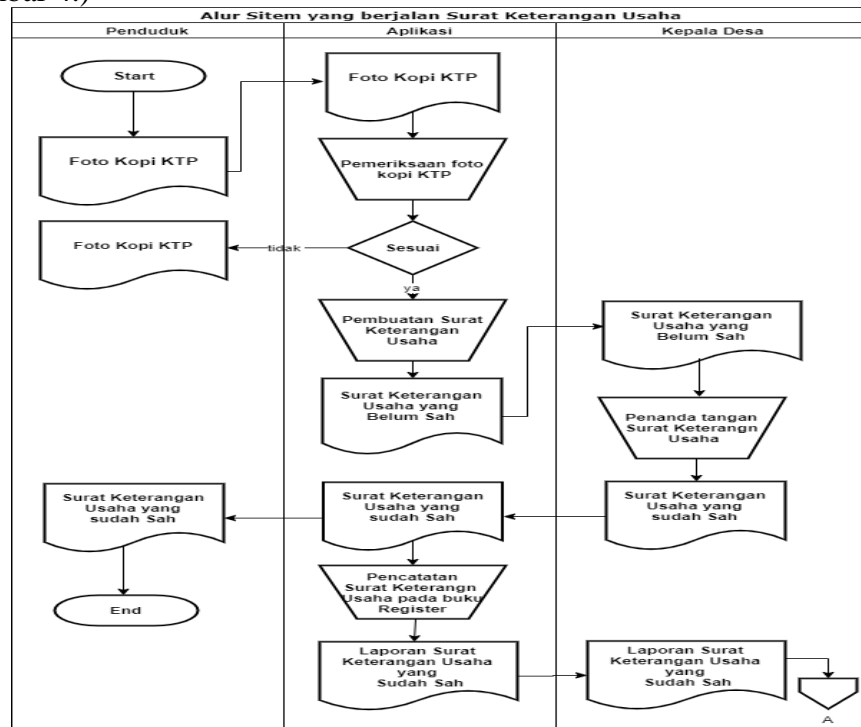 Alur Sitem yang berjalan Surat Keterangan Usaha
Penduduk
Aplikasi
Kepala Desa
Start
Foto Kopi KTP
Foto Kopi KTP
Pemeriksaan foto
kopi KTP
Foto Kopi KTP
tidak
Sesuai
ya
Pembuatan Surat
Keterangan
Usaha
Surat Keterangan
Usaha yang
Belum Sah
Surat Keterangan
Usaha yang
Belum Sah
Penanda tangan
Surat Keterangn
Usaha
Surat Keterangan
Usaha yang
sudah Sah
Surat Keterangan
Usaha yang
sudah Sah
Surat Keterangan
Usaha yang
sudah Sah
End
Pencatatan
Surat Keterangn
Usaha pada buku
Register
Laporan Surat
Keterangan Usaha
yang
Sudah Sah
Laporan Surat
Keterangan Usaha
yang
Sudah Sah
A